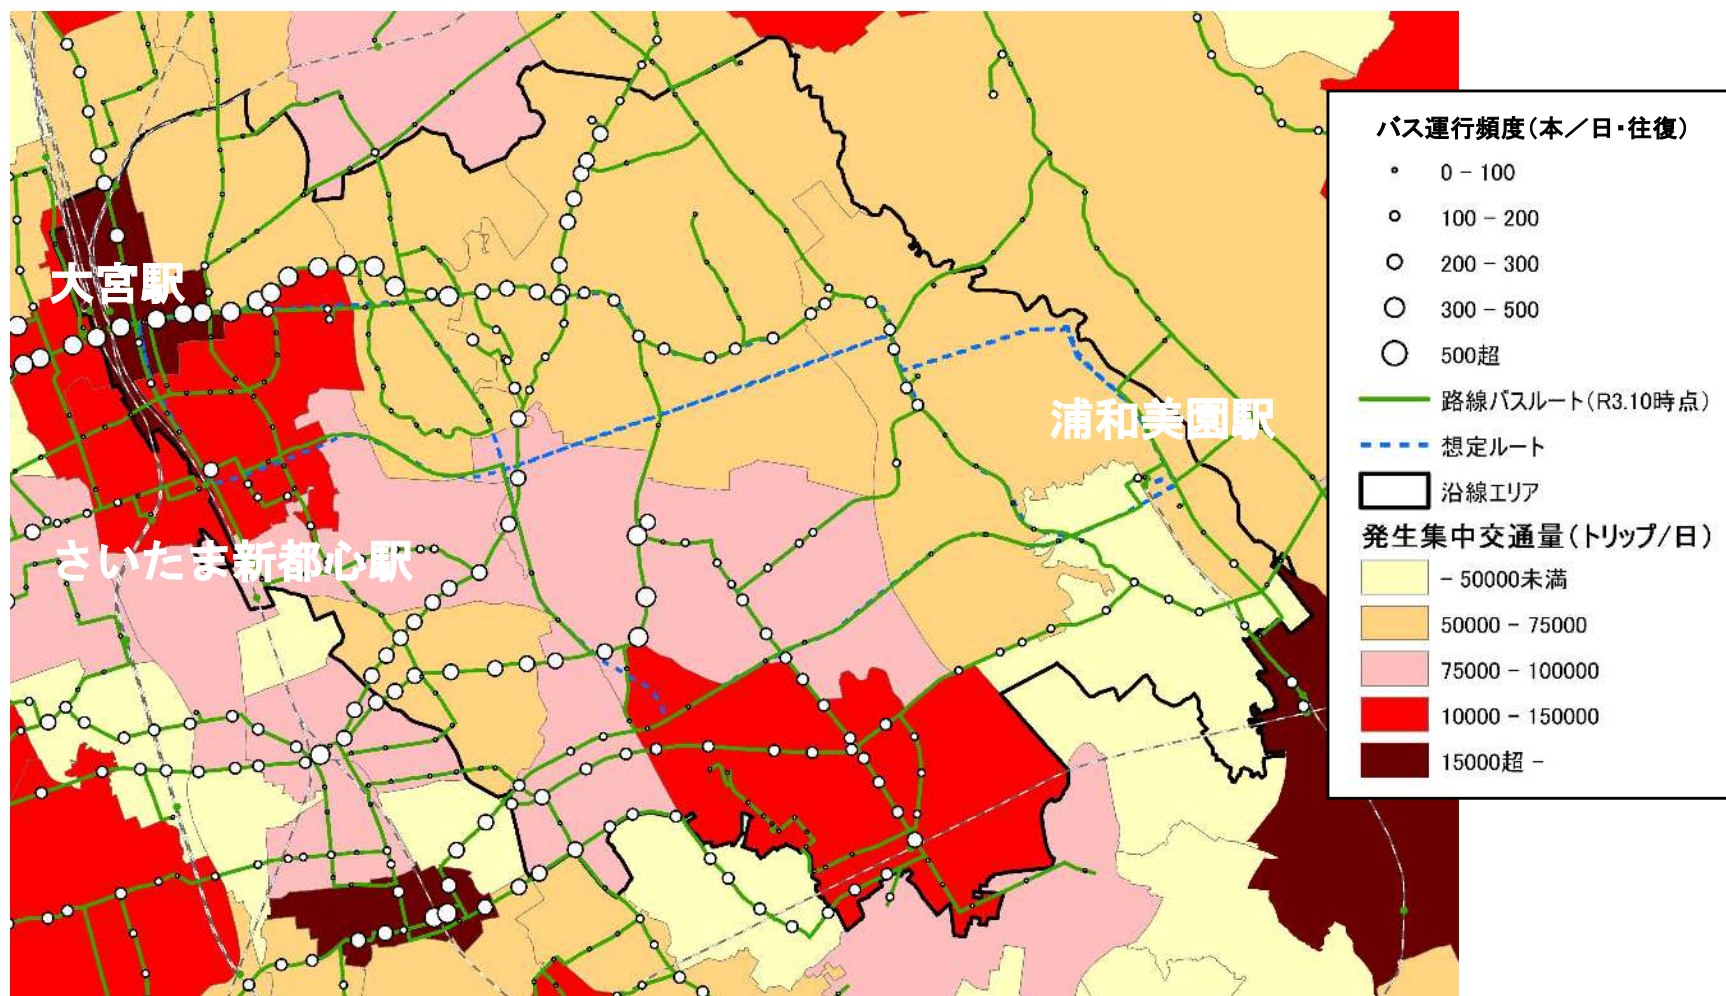 大宮駅
さいたま新都心駅
浦和美園駅
バス運行頻度(本／日・往復)
0 - 100
100 - 200
200 - 300
300 - 500
500超
路線バスルート(R3.10時点)
想定ルート
沿線エリア
発生集中交通量(トリップ/日)
- 50000未満
50000 - 75000
75000 - 100000
10000 - 150000
15000超 -